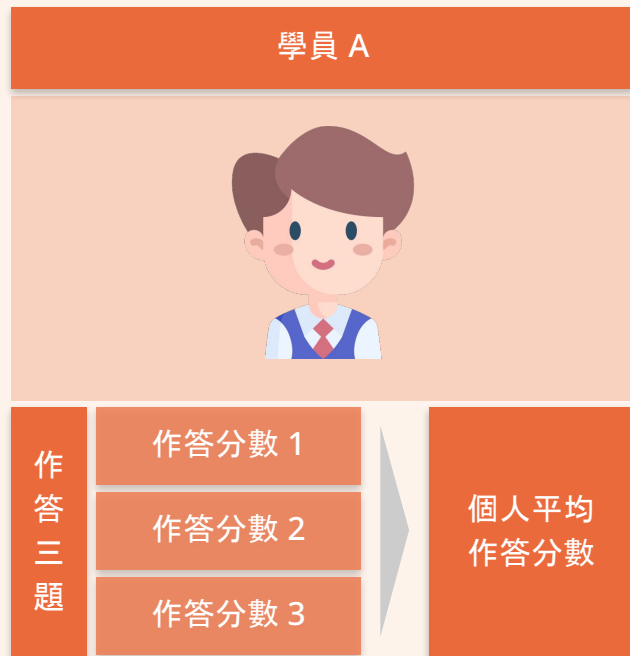 學員 A
作
答
三
題
作答分數 1
作答分數 2
作答分數 3
個人平均
作答分數